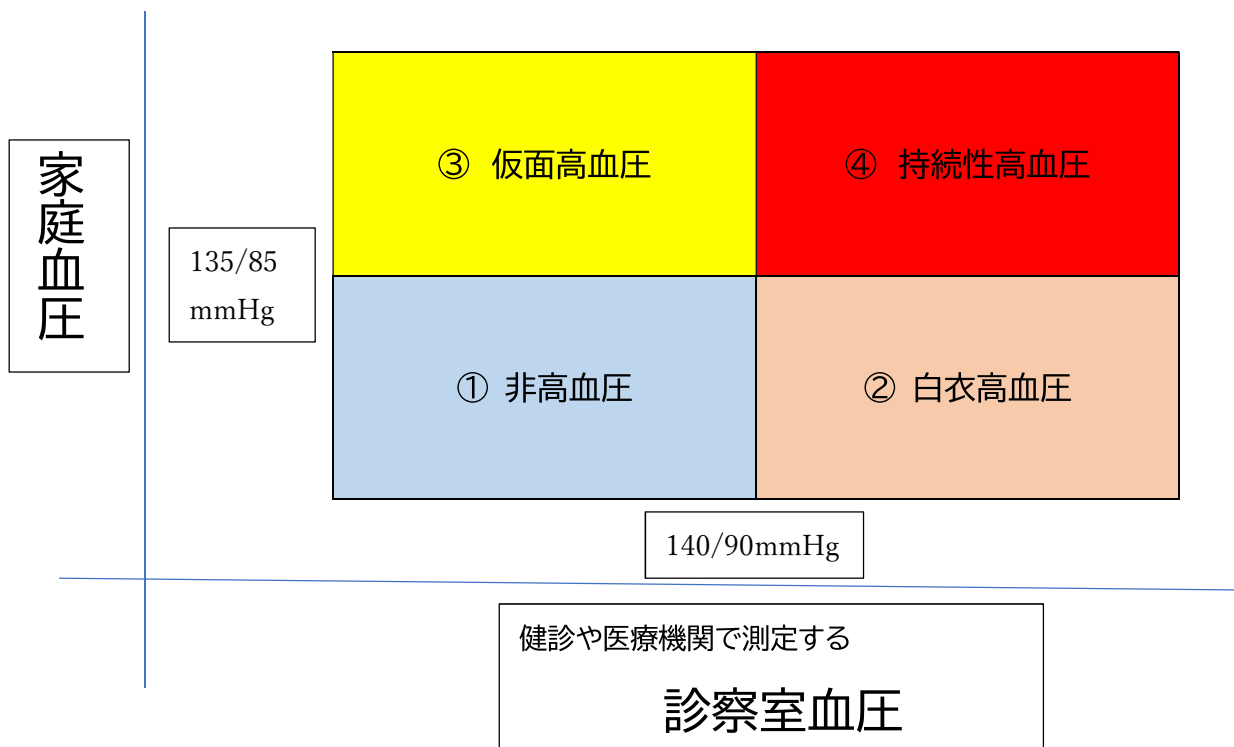 家庭血圧
135/85
mmHg
③ 仮面高血圧
④ 持続性高血圧
① 非高血圧
② 白衣高血圧
140/90mmHg
健診や医療機関で測定する
診察室血圧